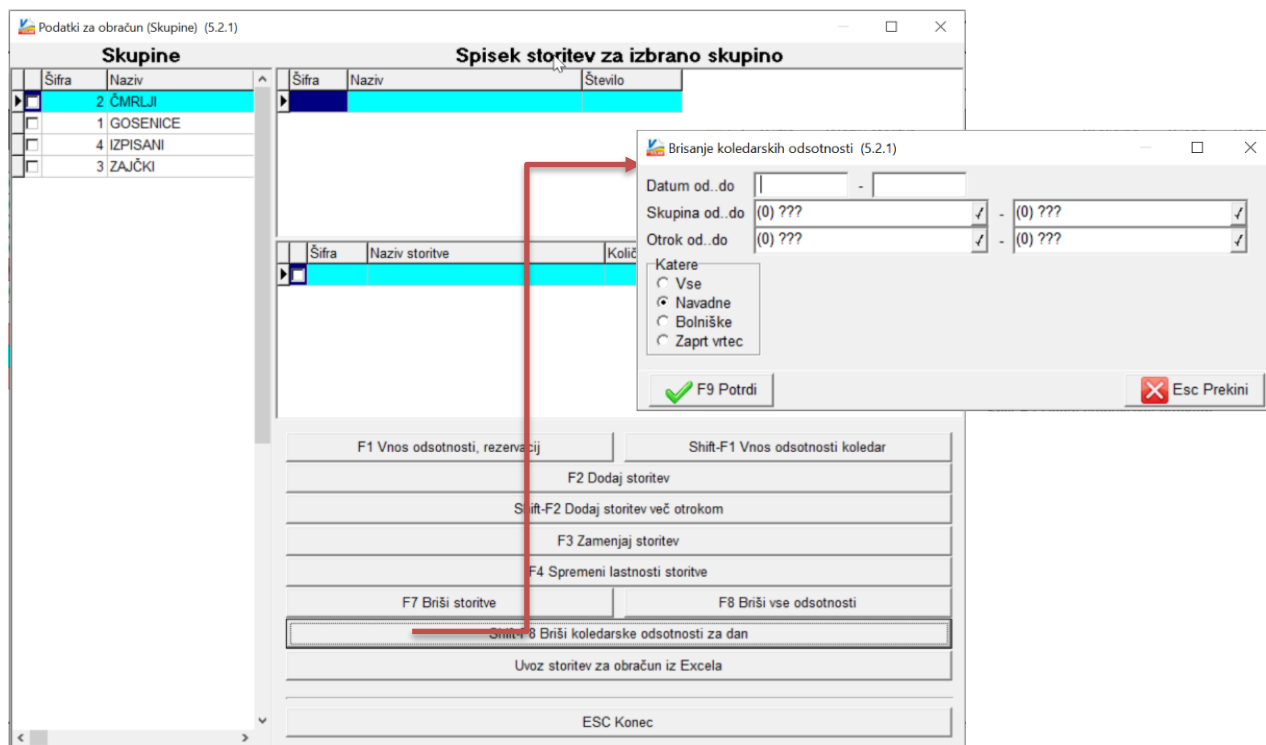 Podatki za obračun (Skupine) (5.2.1)
Skupine
Šifra Naziv
2 ČMRLJI
1 GOSENICE
4 IZPISANI
3 ZAJČKI
Spisek storitev za izbrano skupino
Šifra Naziv Število
Šifra Naziv storitve Količ
Brisanje koledarskih odsotnosti (5.2.1)
Datum od..do -
Skupina od..do (0) ??? - (0) ???
Otrok od..do (0) ??? - (0) ???
Katere
Vse
Navadne
Bolniške
Zaprt vrtec
F9 Potrdi Esc Prekini
F1 Vnos odsotnosti, rezervacij Shift-F1 Vnos odsotnosti koledar
F2 Dodaj storitev
Shift-F2 Dodaj storitev več otrokom
F3 Zamenjaj storitev
F4 Spremeni lastnosti storitve
F7 Briši storitve F8 Briši vse odsotnosti
Shift-F8 Briši koledarske odsotnosti za dan
Uvoz storitev za obračun iz Excela
ESC Konec